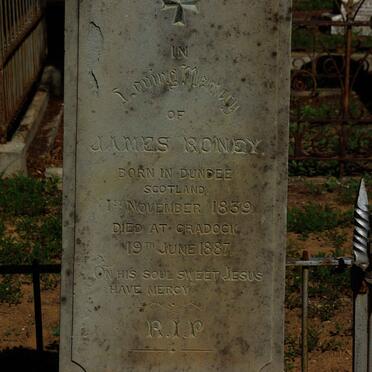 IN
Loving Memory
OF
JAMES RONEY
BORN IN DUNDEE
SCOTLAND,
1ST NOVEMBER 1839
DIED AT CRADOCK
19TH JUNE 1887
ON HIS SOUL SWEET JESUS
HAVE MERCY
R.I.P